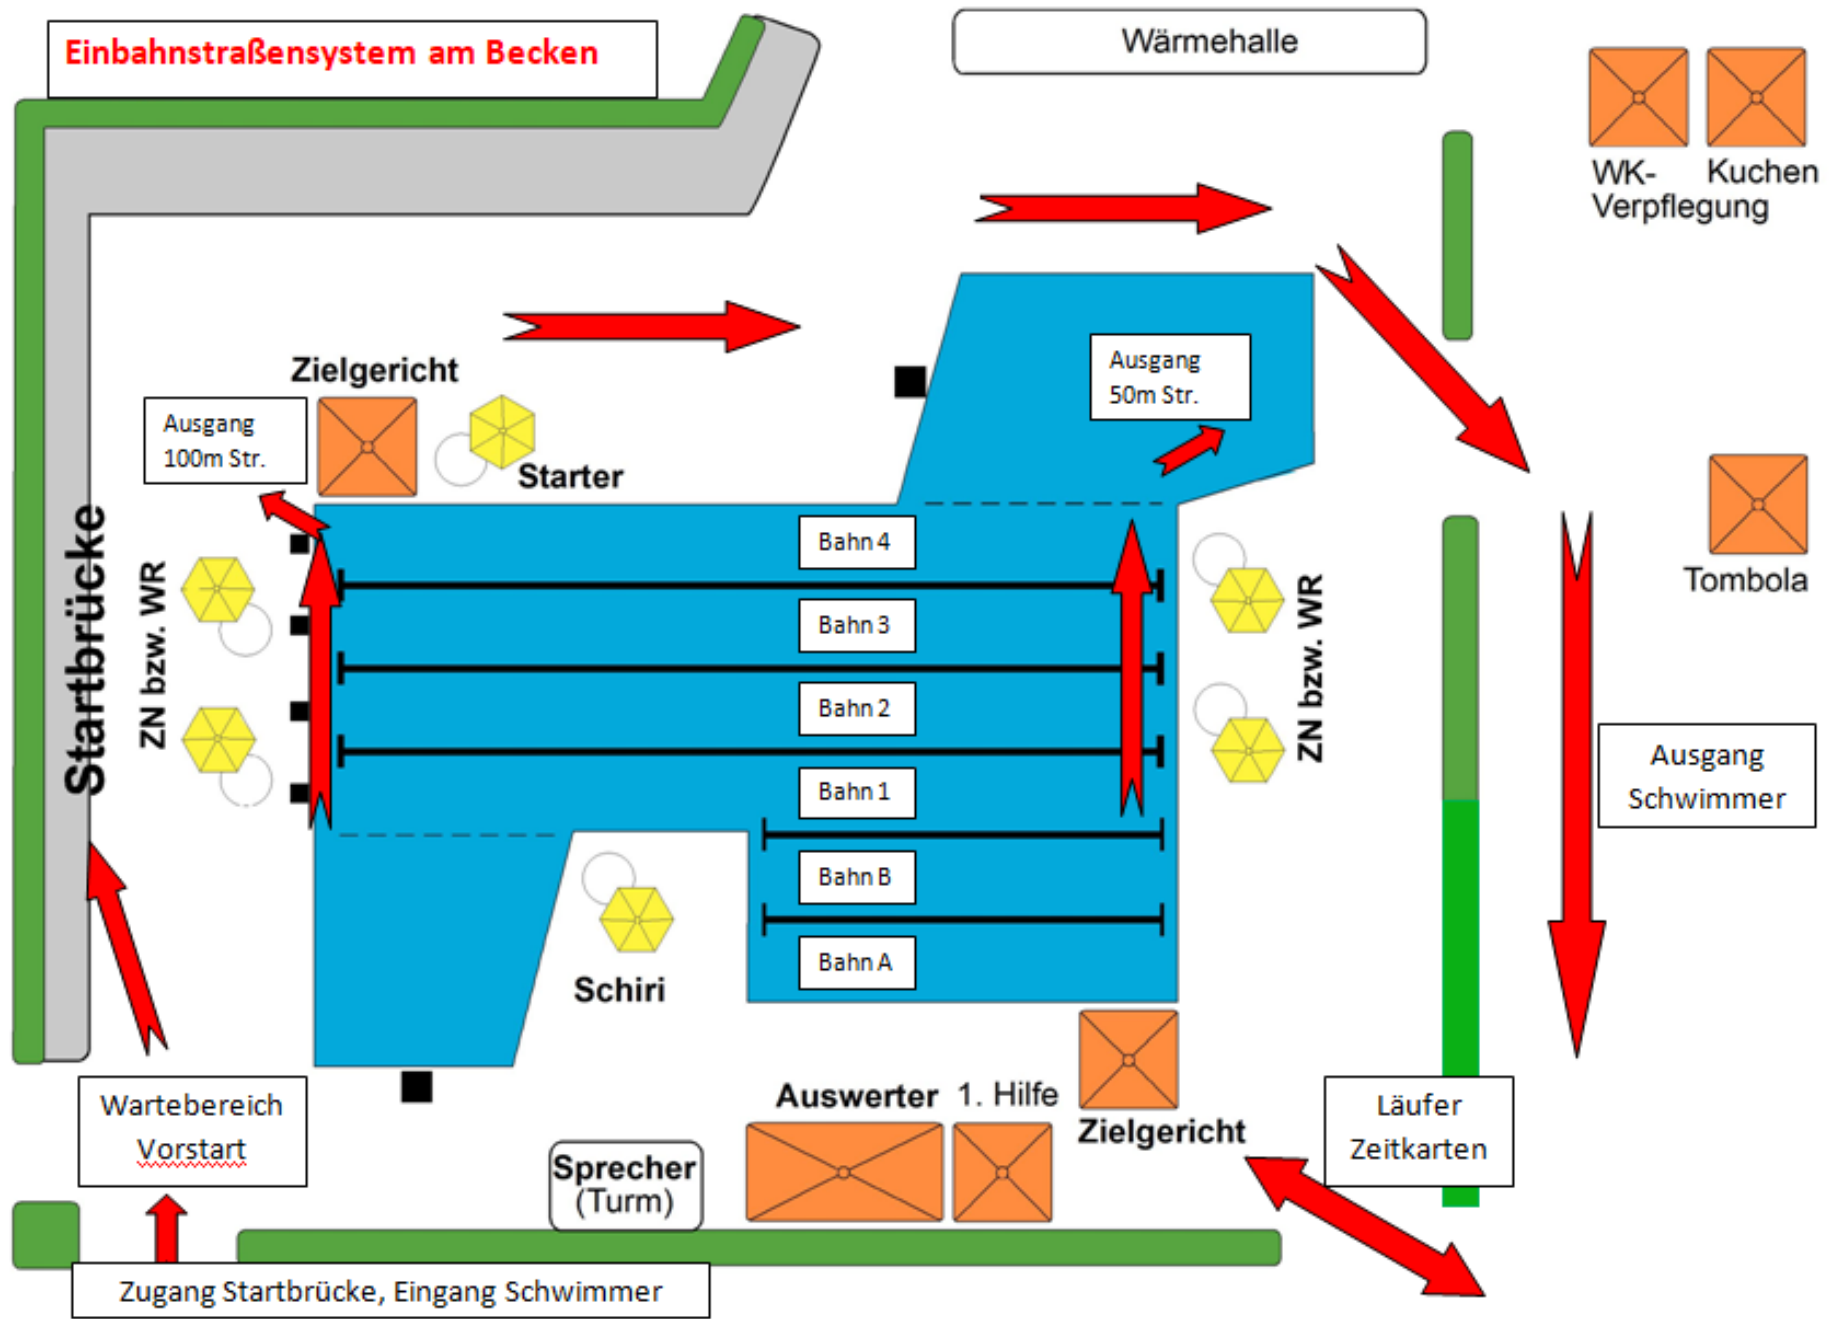 Einbahnstraßensystem am Becken
Wärmehalle
WK-
Verpflegung
Kuchen
Zielgericht
Starter
Ausgang
100m Str.
Ausgang
50m Str.
Startbrücke
ZN bzw. WR
Bahn 4
Bahn 3
Bahn 2
Bahn 1
Bahn B
Bahn A
ZN bzw. WR
Tombola
Ausgang
Schwimmer
Schiri
Wartebereich
Vorstart
Auswerter
1. Hilfe
Zielgericht
Läufer
Zeitkarten
Sprecher
(Turm)
Zugang Startbrücke, Eingang Schwimmer